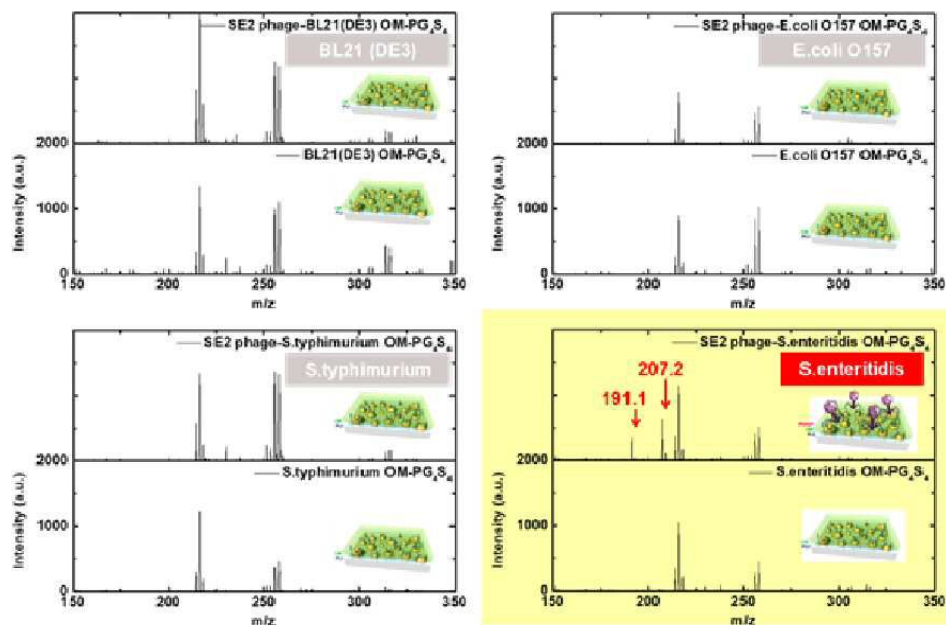 SE2 phage-BL21(DE3) OM-PG4S4
BL21 (DE3)
2000
BL21(DE3) OM-PG4S4
1000
0
150 200 250 300 350
m/z
Intensity (a.u.)
SE2 phage-E.coli O157 OM-PG4S4
E.coli O157
2000
E.coli O157 OM-PG4S4
1000
0
150 200 250 300 350
m/z
Intensity (a.u.)
SE2 phage-S.typhimurium OM-PG4S4
S.typhimurium
2000
S.typhimurium OM-PG4S4
1000
0
150 200 250 300 350
m/z
Intensity (a.u.)
SE2 phage-S.enteritidis OM-PG4S4
S.enteritidis
207.2
191.1
2000
S.enteritidis OM-PG4S4
1000
0
150 200 250 300 350
m/z
Intensity (a.u.)